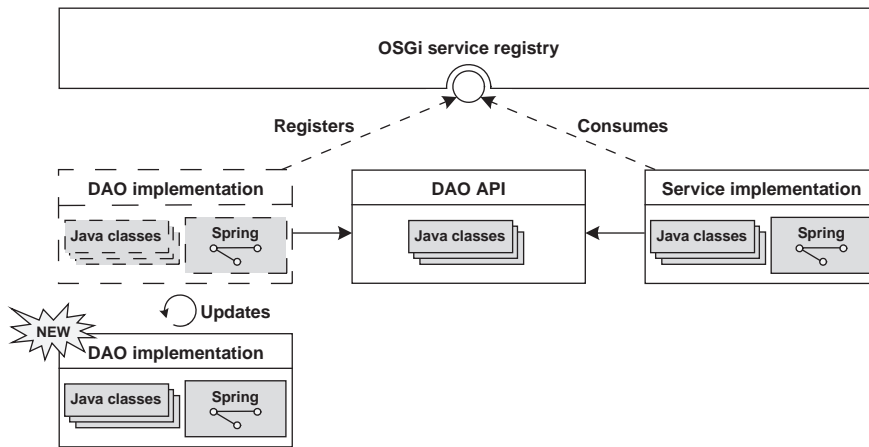 OSGi service registry
Registers
Consumes
DAO implementation
DAO API
Service implementation
Java classes
Spring
Java classes
Java classes
Spring
Updates
NEW
DAO implementation
Java classes
Spring